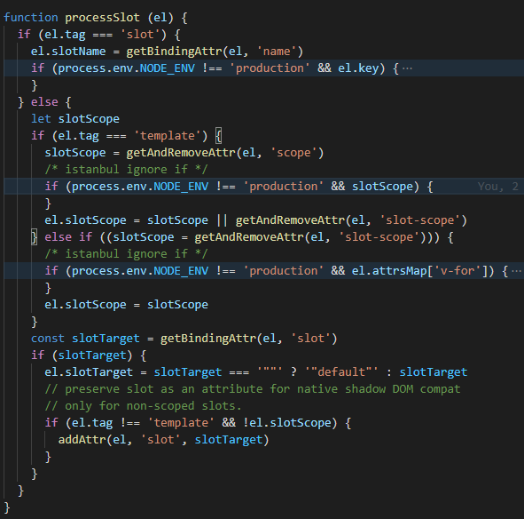 function processSlot (el) {
  if (el.tag === 'slot') {
    el.slotName = getBindingAttr(el, 'name')
    if (process.env.NODE_ENV !== 'production' && el.key) {…
    }
  } else {
    let slotScope
    if (el.tag === 'template') {
      slotScope = getAndRemoveAttr(el, 'scope')
      /* istanbul ignore if */
      if (process.env.NODE_ENV !== 'production' && slotScope) {     You, 2
      }
      el.slotScope = slotScope || getAndRemoveAttr(el, 'slot-scope')
    } else if ((slotScope = getAndRemoveAttr(el, 'slot-scope'))) {
      /* istanbul ignore if */
      if (process.env.NODE_ENV !== 'production' && el.attrsMap['v-for']) {…
      }
      el.slotScope = slotScope
    }
    const slotTarget = getBindingAttr(el, 'slot')
    if (slotTarget) {
      el.slotTarget = slotTarget === '""' ? '"default"' : slotTarget
      // preserve slot as an attribute for native shadow DOM compat
      // only for non-scoped slots.
      if (el.tag !== 'template' && !el.slotScope) {
        addAttr(el, 'slot', slotTarget)
      }
    }
  }
}